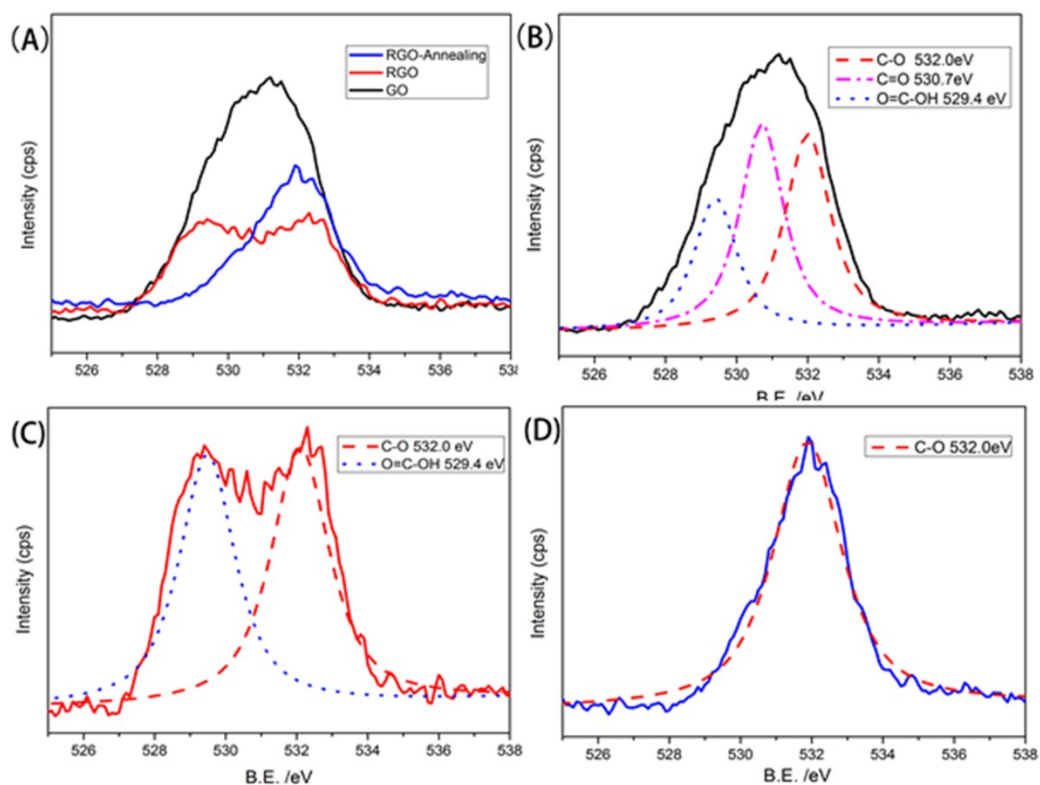 (A)
RGO-Annealing
RGO
GO
Intensity (cps)
526 528 530 532 534 536 538
(B)
C-O 532.0eV
C=O 530.7eV
O=C-OH 529.4 eV
Intensity (cps)
526 528 530 532 534 536 538
B.E. /eV
(C)
C-O 532.0 eV
O=C-OH 529.4 eV
Intensity (cps)
526 528 530 532 534 536 538
B.E. /eV
(D)
C-O 532.0eV
Intensity (cps)
526 528 530 532 534 536 538
B.E. /eV